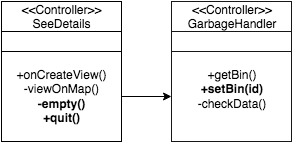 <<Controller>>
SeeDetails
+onCreateView()
-viewOnMap()
-empty()
+quit()
<<Controller>>
GarbageHandler
+getBin()
+setBin(id)
-checkData()